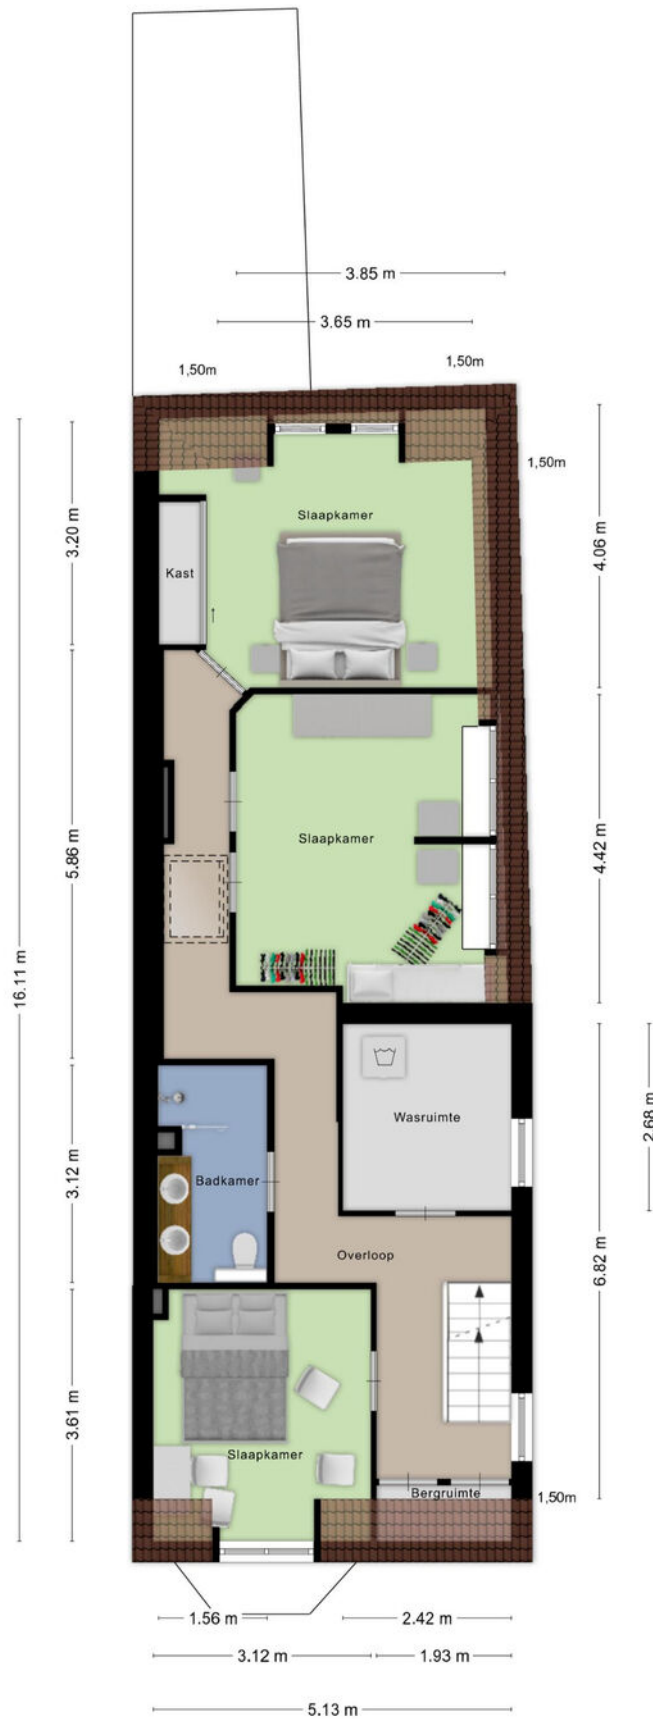 3.85 m
3.65 m
1,50m
1,50m
1,50m
Slaapkamer
Kast
3.20 m
4.06 m
Slaapkamer
5.86 m
4.42 m
16.11 m
Wasruimte
2.68 m
Badkamer
3.12 m
Overloop
6.82 m
3.61 m
Slaapkamer
Bergruimte
1,50m
1.56 m
2.42 m
3.12 m
1.93 m
5.13 m